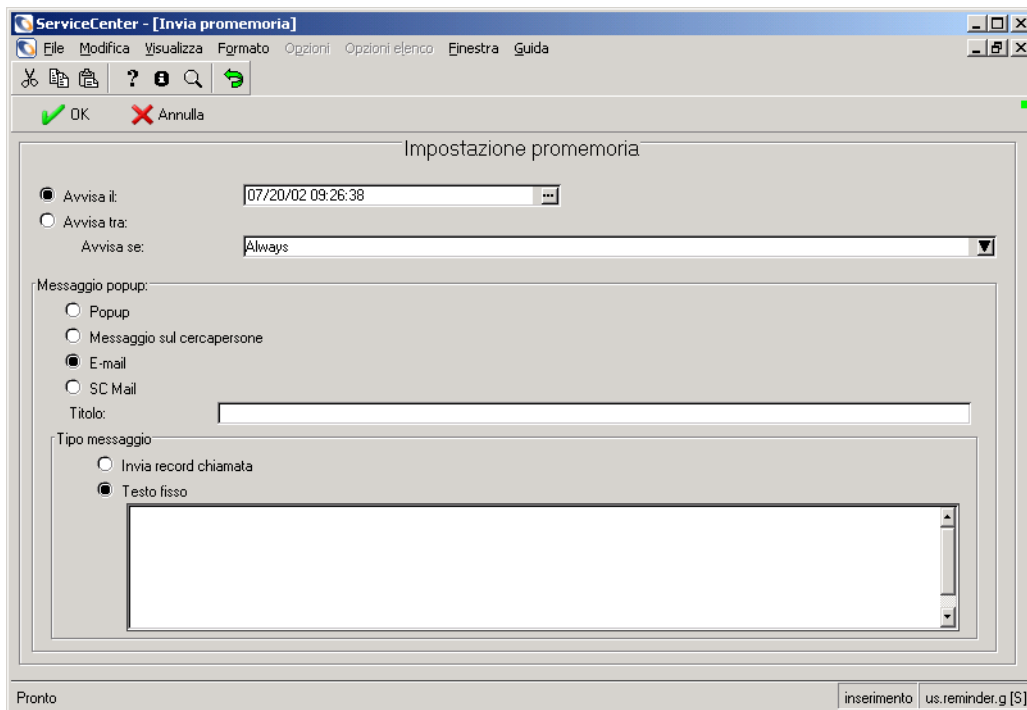 ServiceCenter - [Invia promemoria]
File Modifica Visualizza Formato Opzioni Opzioni elenco Finestra Guida
OK Annulla
Impostazione promemoria
Avvisa il: 07/20/02 09:26:38
Avvisa tra:
Avvisa se: Always
Messaggio popup:
Popup
Messaggio sul cercapersone
E-mail
SC Mail
Titolo:
Tipo messaggio
Invia record chiamata
Testo fisso
Pronto inserimento us.reminder.g [S]